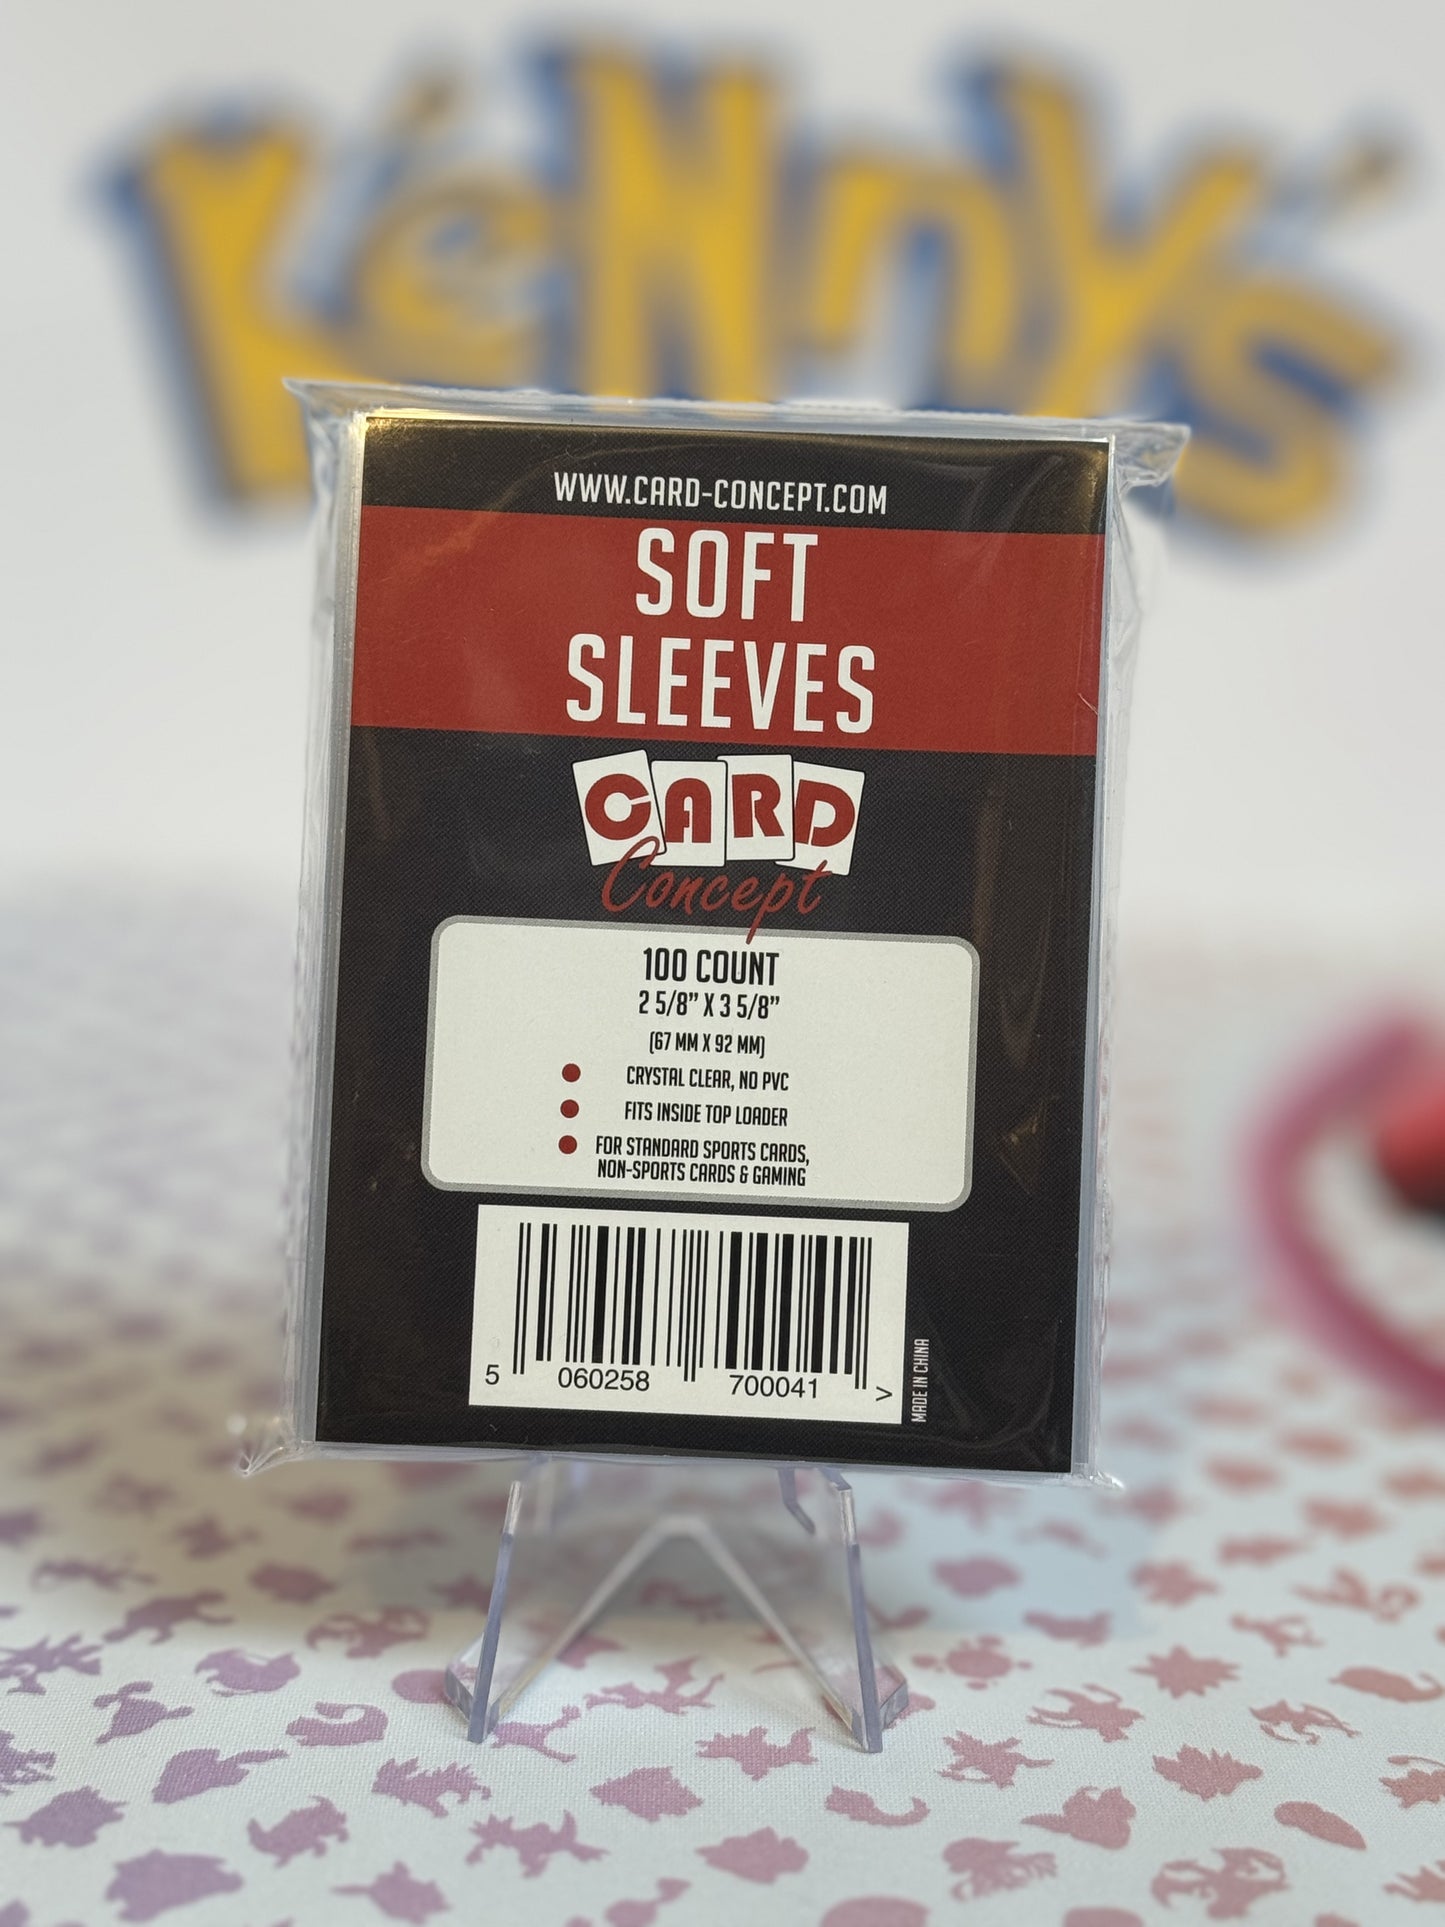 KéNNY'S
WWW.CARD-CONCEPT.COM
SOFT
SLEEVES
CARD
Concept
100 COUNT
2 5/8” X 3 5/8”
(67 MM X 92 MM)
CRYSTAL CLEAR, NO PVC
FITS INSIDE TOP LOADER
FOR STANDARD SPORTS CARDS,
NON-SPORTS CARDS & GAMING
5 060258 700041 >
MADE IN CHINA